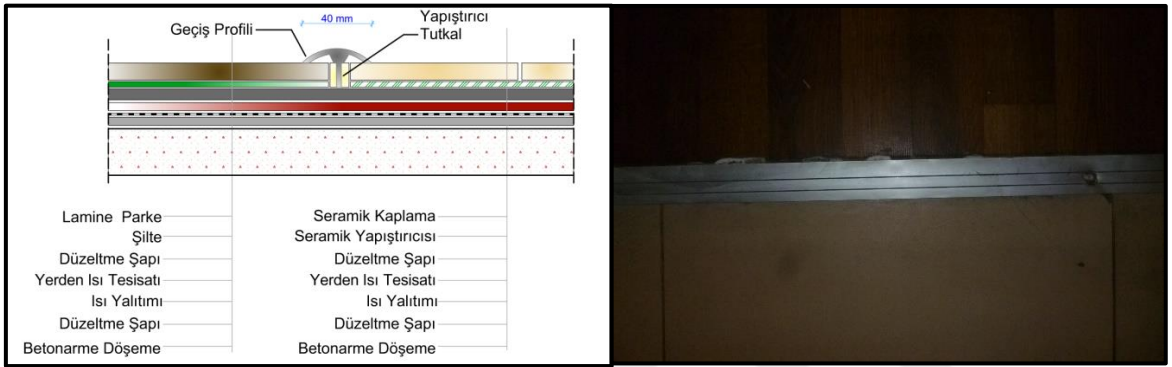 Geçiş Profili
40 mm
Yapıştırıcı
Tutkal
Lamine Parke
Şilte
Düzeltme Şapı
Yerden Isı Tesisatı
Isı Yalıtımı
Düzeltme Şapı
Betonarme Döşeme
Seramik Kaplama
Seramik Yapıştırıcısı
Düzeltme Şapı
Yerden Isı Tesisatı
Isı Yalıtımı
Düzeltme Şapı
Betonarme Döşeme